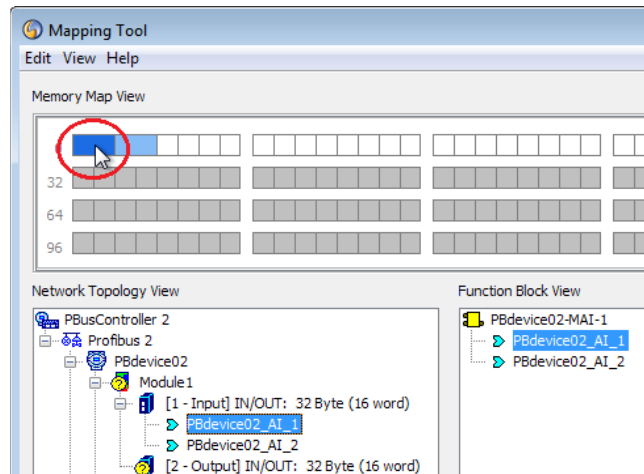 Mapping Tool
Edit View Help
Memory Map View
32
64
96
Network Topology View
PBusController 2
Profibus 2
PBdevice02
Module1
[1 - Input] IN/OUT: 32 Byte (16 word)
PBdevice02_AI_1
PBdevice02_AI_2
[2 - Output] IN/OUT: 32 Byte (16 word)
Function Block View
PBdevice02-MAI-1
PBdevice02_AI_1
PBdevice02_AI_2